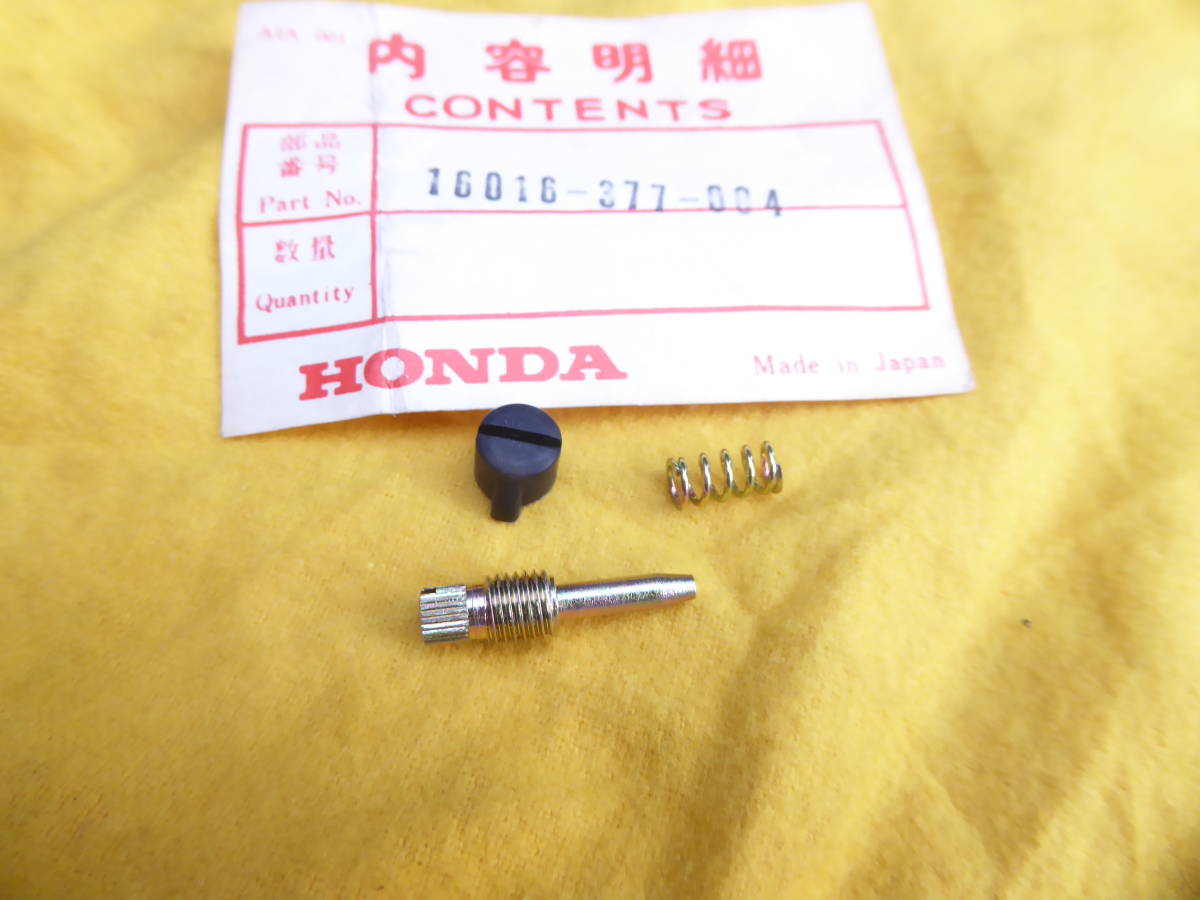 内容明細
CONTENTS
部品
番号
Part No.
16016-377-004
数量
Quantity
HONDA
Made in Japan